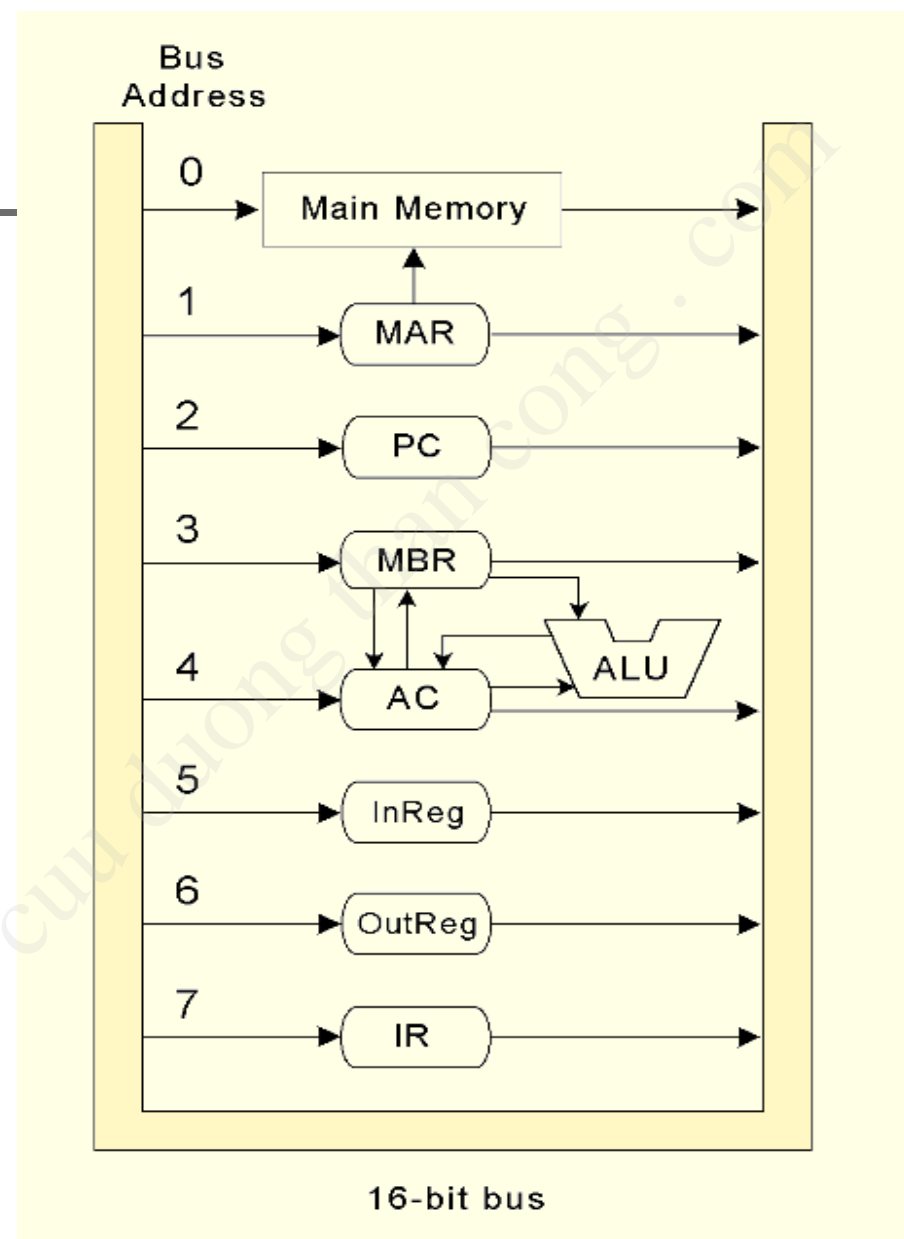 Bus
Address
0
Main Memory
1
MAR
2
PC
3
MBR
ALU
4
AC
5
InReg
6
OutReg
7
IR
16-bit bus
cuu duong than cong . com